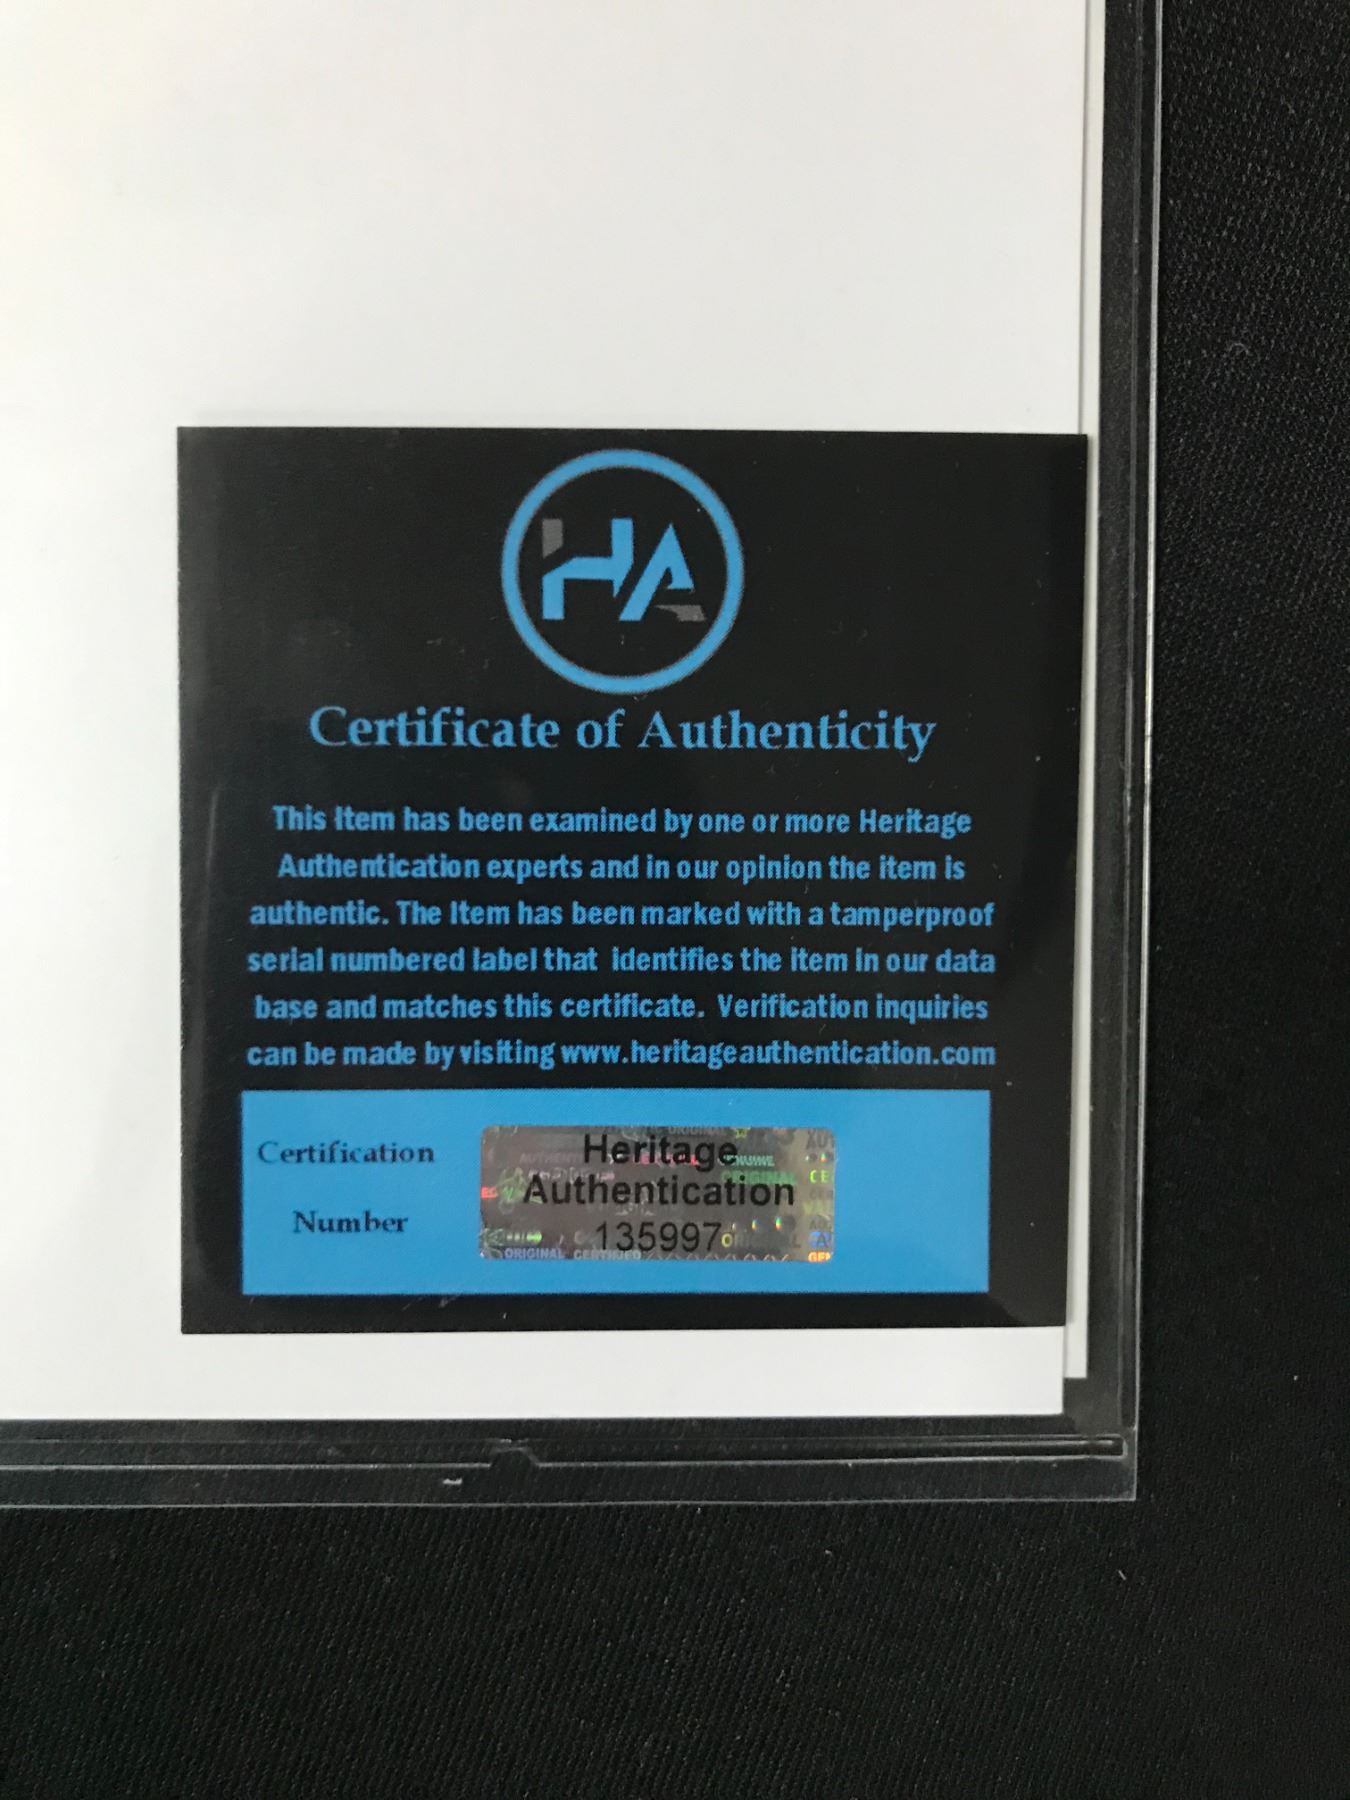 HA
Certificate of Authenticity
This Item has been examined by one or more Heritage
Authentication experts and in our opinion the item is
authentic. The Item has been marked with a tamperproof
serial numbered label that identifies the item in our data
base and matches this certificate. Verification inquiries
can be made by visiting www.heritageauthentication.com
Certification
Number
Heritage
Authentication
135997
ORIGINAL CERTIFIED